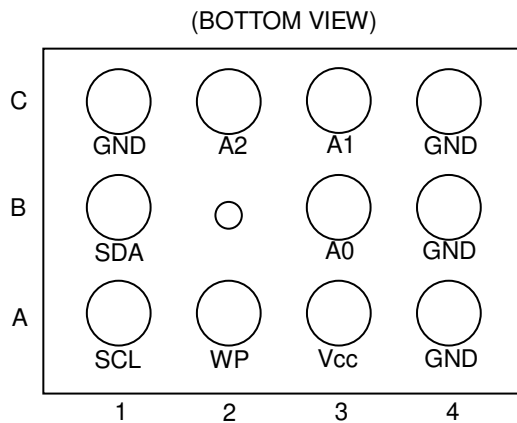 (BOTTOM VIEW)
C
GND A2 A1 GND
B
SDA A0 GND
A
SCL WP Vcc GND
1 2 3 4